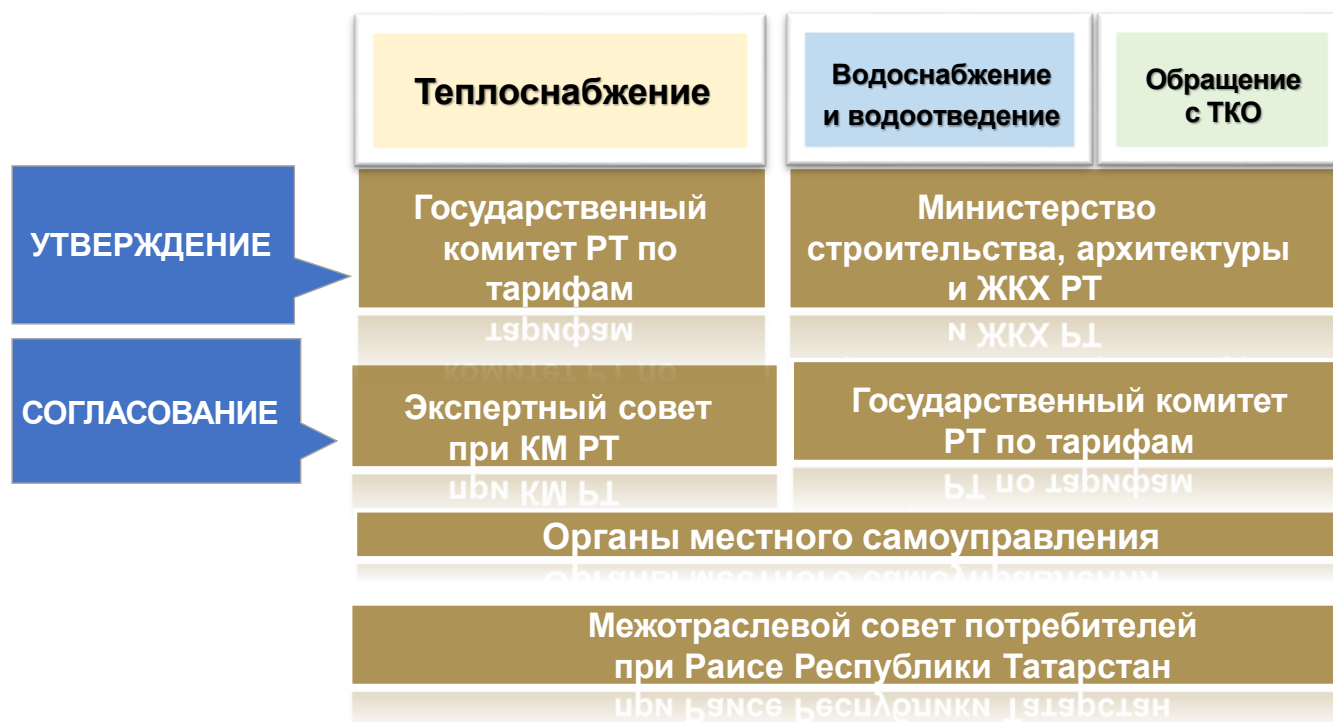 Теплоснабжение
Водоснабжение
и водоотведение
Обращение
с ТКО
УТВЕРЖДЕНИЕ
Государственный
комитет РТ по
тарифам
Министерство
строительства, архитектуры
и ЖКХ РТ
СОГЛАСОВАНИЕ
Экспертный совет
при КМ РТ
Государственный комитет
РТ по тарифам
Органы местного самоуправления
Межотраслевой совет потребителей
при Раисе Республики Татарстан